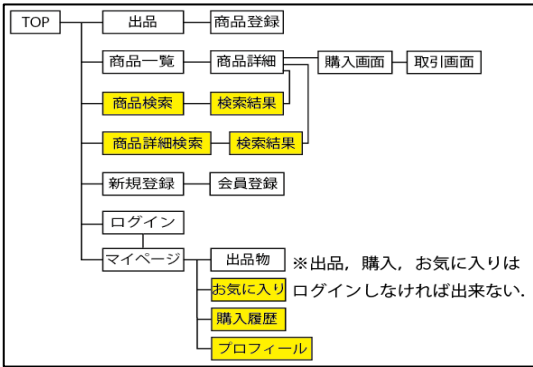 TOP
出品
商品登録
商品一覧
商品詳細
購入画面
取引画面
商品検索
検索結果
商品詳細検索
検索結果
新規登録
会員登録
ログイン
マイページ
出品物
お気に入り
購入履歴
プロフィール
※出品，購入，お気に入りは
ログインしなければ出来ない．